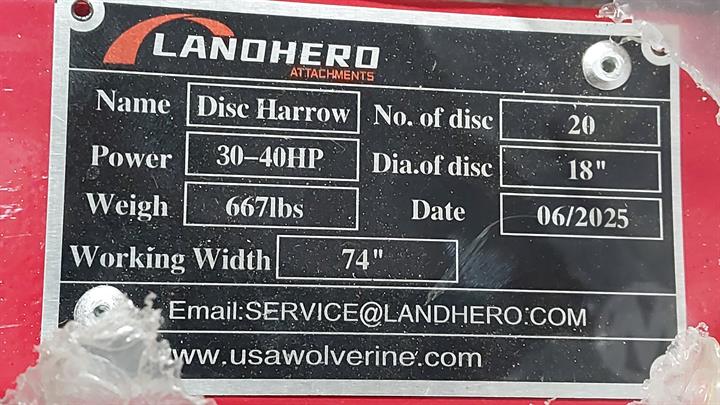 LANDHERO
ATTACHMENTS
Name Disc Harrow No. of disc 20
Power 30-40HP Dia.of disc 18"
Weigh 667lbs Date 06/2025
Working Width 74"
Email:SERVICE@LANDHERO.COM
www.usawolverine.com